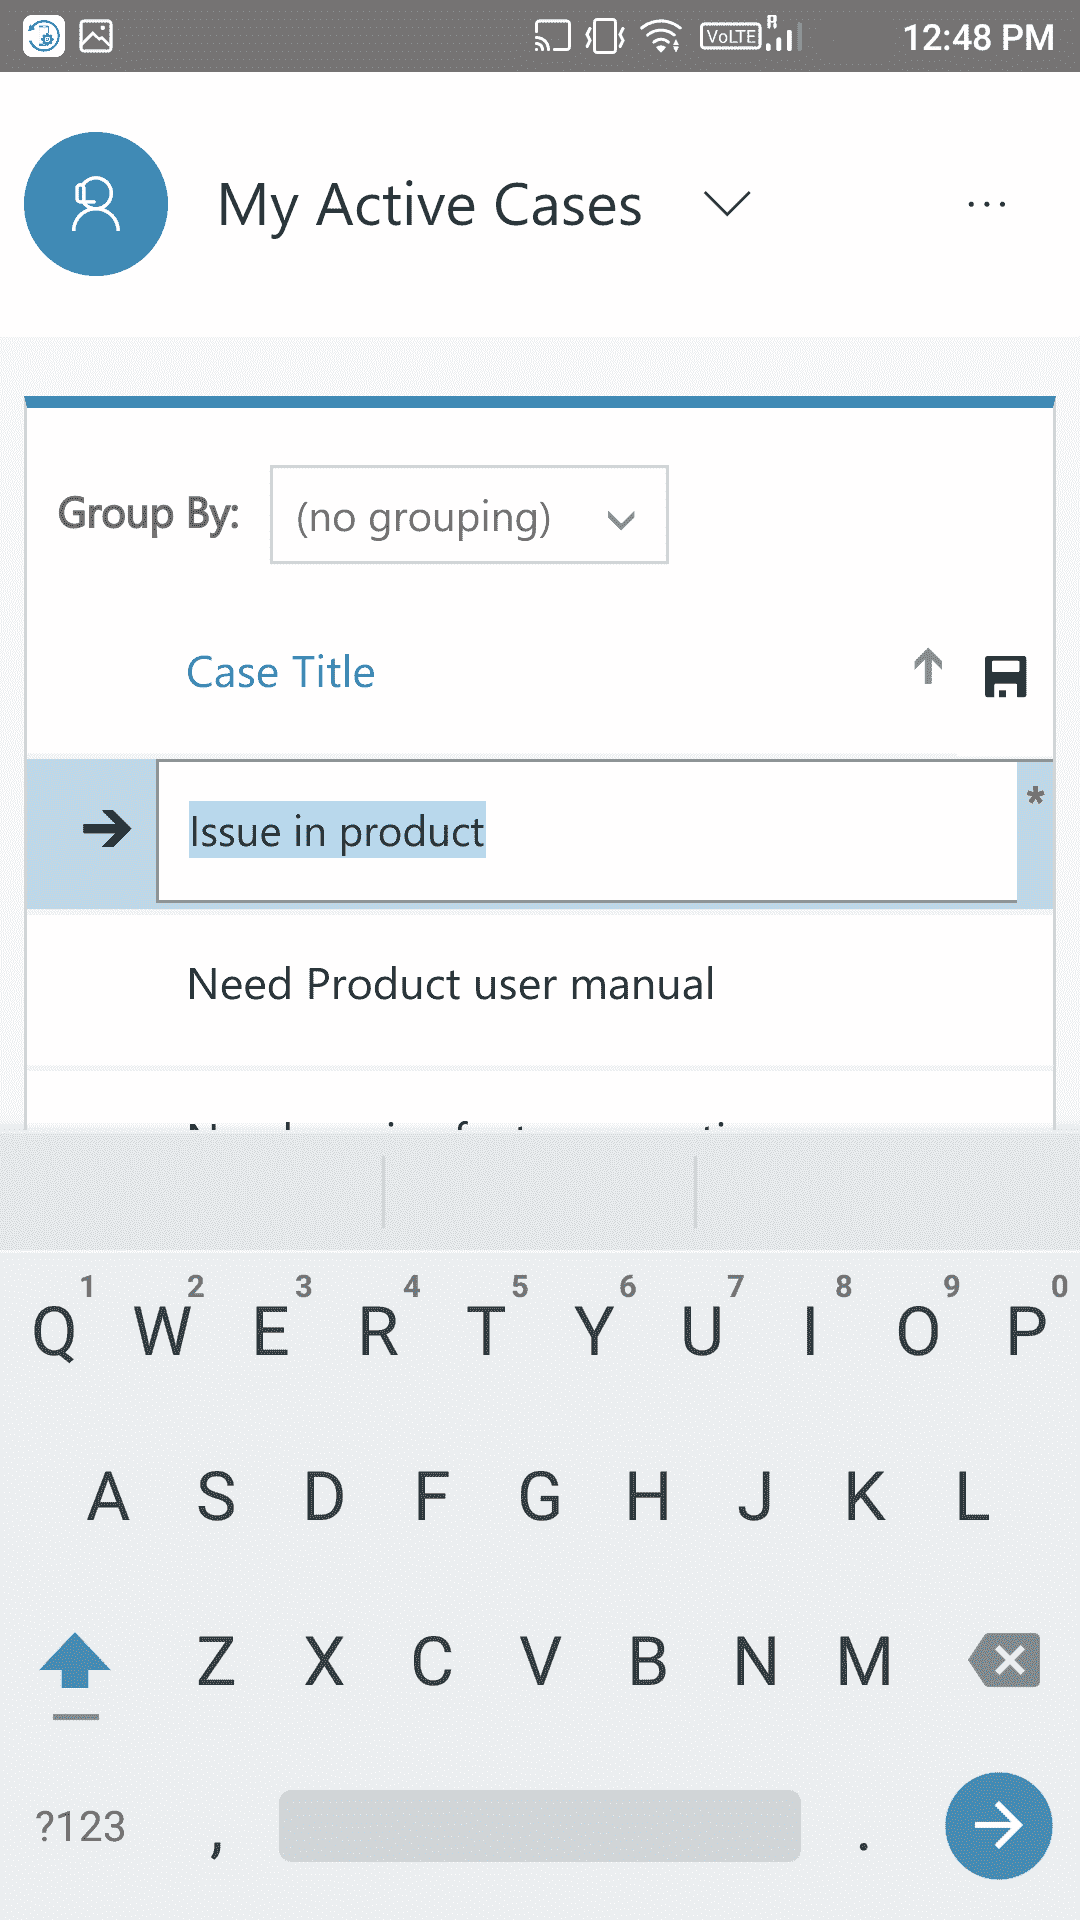 VoLTE R 12:48 PM
My Active Cases ...
Group By: (no grouping)
Case Title
Issue in product *
Need Product user manual
1 2 3 4 5 6 7 8 9 0
Q W E R T Y U I O P
A S D F G H J K L
Z X C V B N M
?123 , .